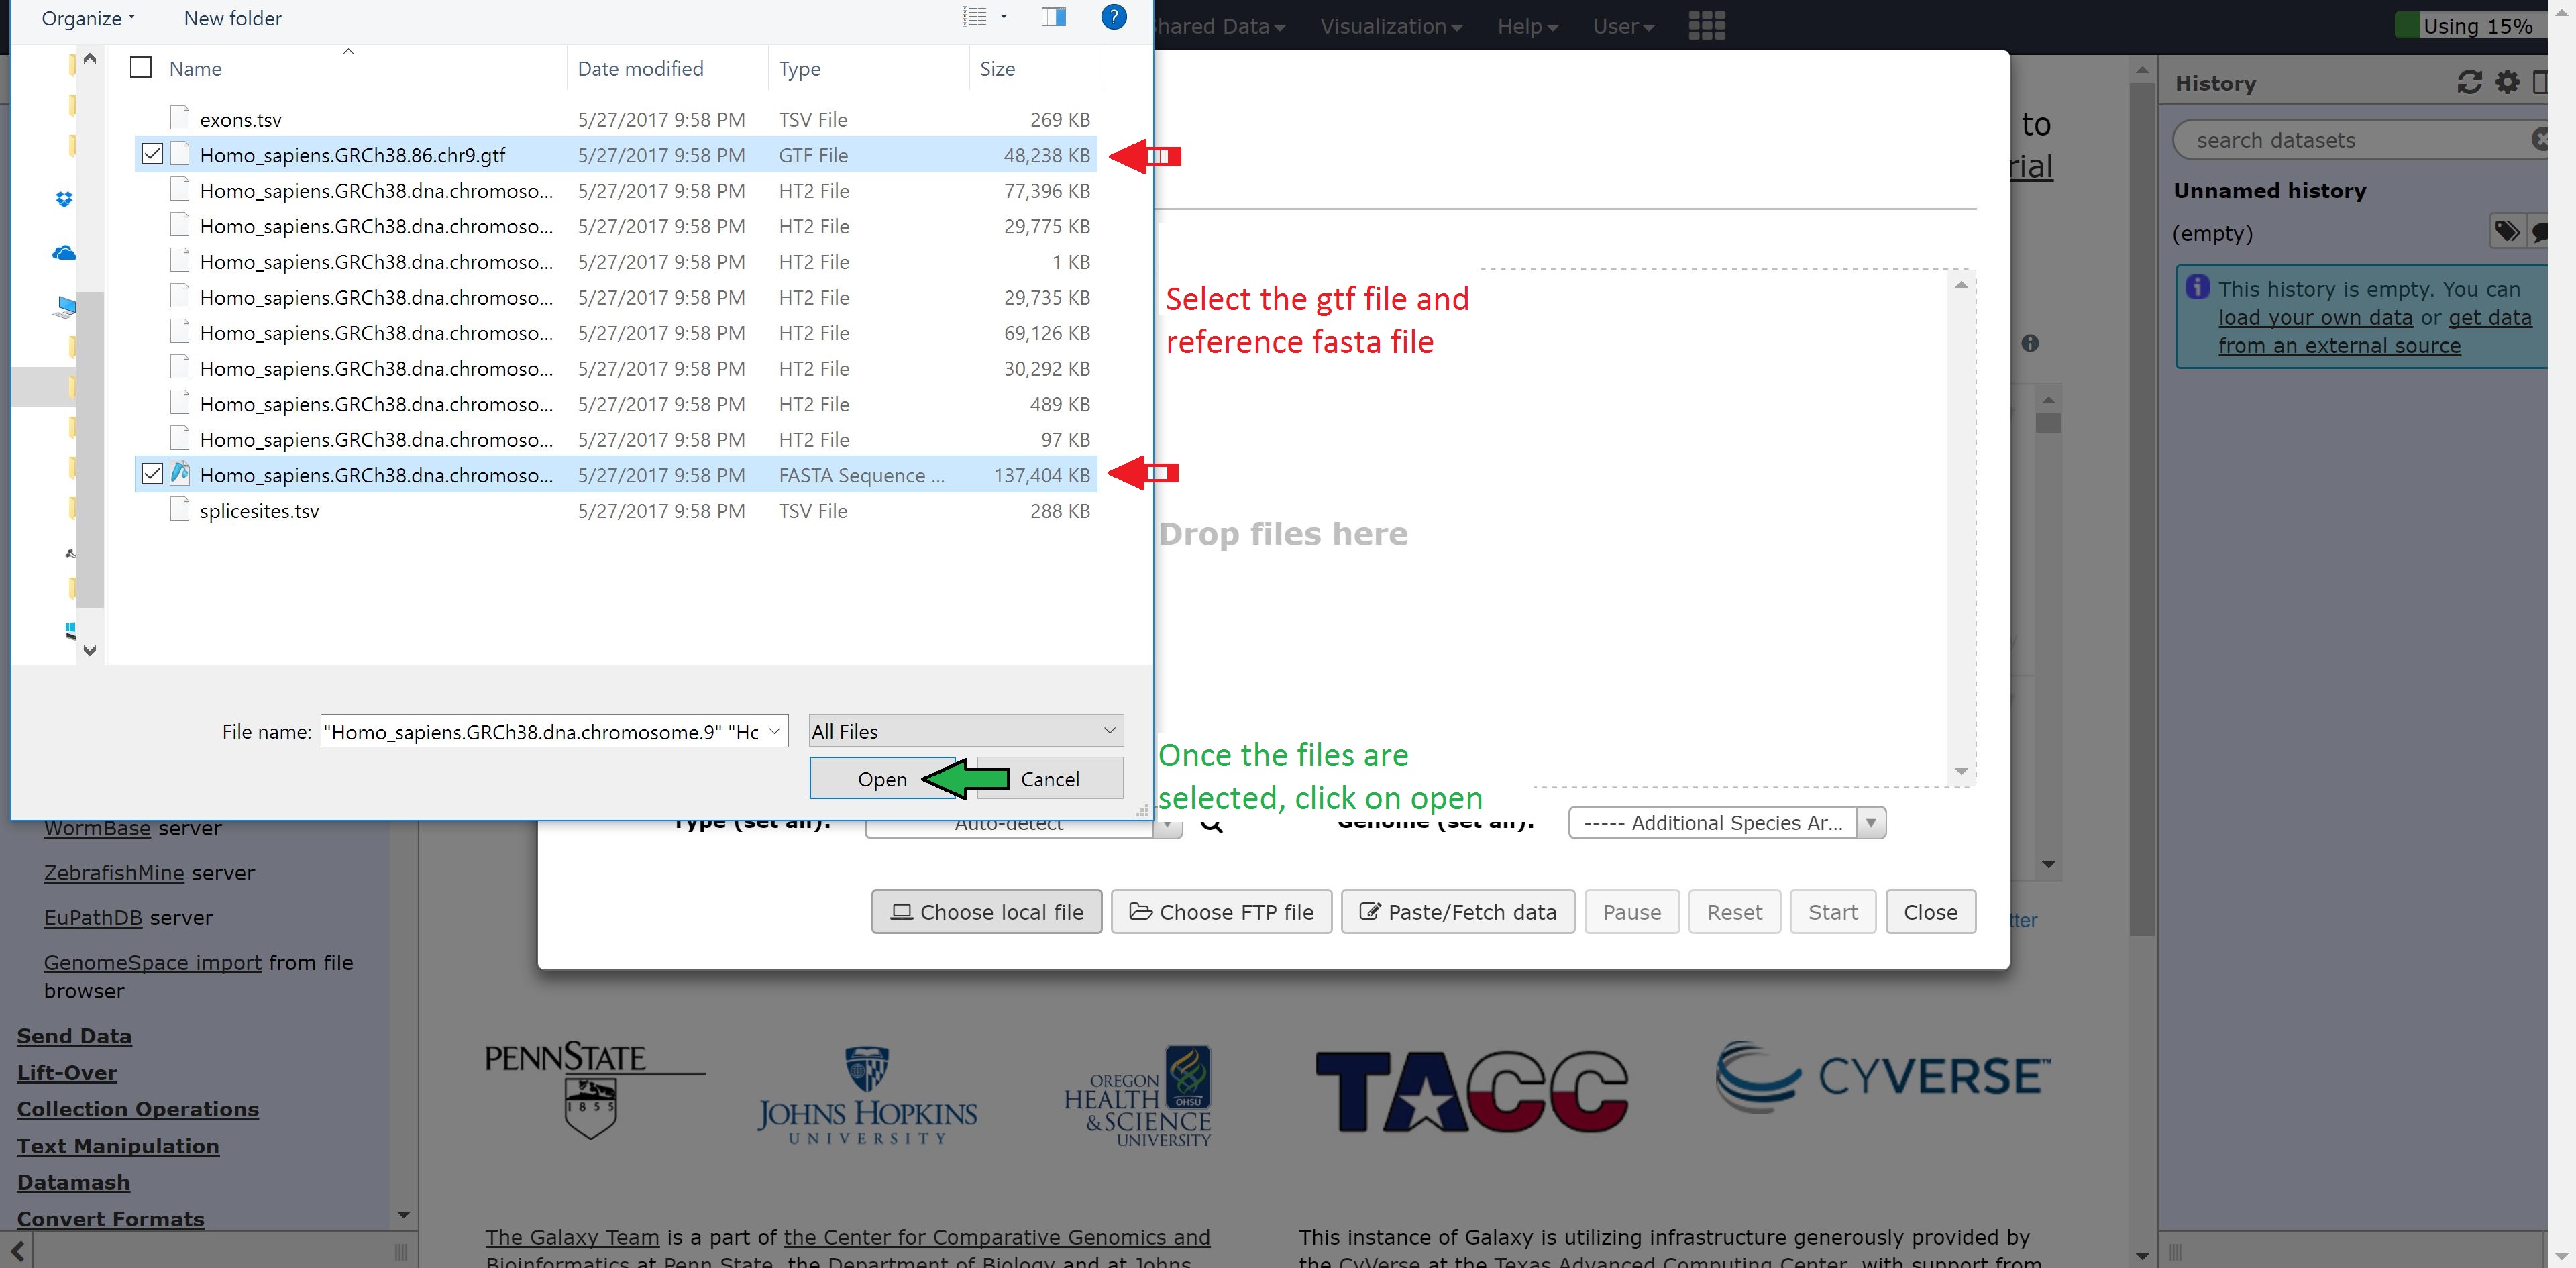 Organize
New folder
?
Shared Data
Visualization
Help
User
Using 15%
Name
Date modified
Type
Size
exons.tsv 5/27/2017 9:58 PM TSV File 269 KB
Homo_sapiens.GRCh38.86.chr9.gtf 5/27/2017 9:58 PM GTF File 48,238 KB
Homo_sapiens.GRCh38.dna.chromoso... 5/27/2017 9:58 PM HT2 File 77,396 KB
Homo_sapiens.GRCh38.dna.chromoso... 5/27/2017 9:58 PM HT2 File 29,775 KB
Homo_sapiens.GRCh38.dna.chromoso... 5/27/2017 9:58 PM HT2 File 1 KB
Homo_sapiens.GRCh38.dna.chromoso... 5/27/2017 9:58 PM HT2 File 29,735 KB
Homo_sapiens.GRCh38.dna.chromoso... 5/27/2017 9:58 PM HT2 File 69,126 KB
Homo_sapiens.GRCh38.dna.chromoso... 5/27/2017 9:58 PM HT2 File 30,292 KB
Homo_sapiens.GRCh38.dna.chromoso... 5/27/2017 9:58 PM HT2 File 489 KB
Homo_sapiens.GRCh38.dna.chromoso... 5/27/2017 9:58 PM HT2 File 97 KB
Homo_sapiens.GRCh38.dna.chromoso... 5/27/2017 9:58 PM FASTA Sequence ... 137,404 KB
splicesites.tsv 5/27/2017 9:58 PM TSV File 288 KB
File name: "Homo_sapiens.GRCh38.dna.chromosome.9" "Hc
All Files
Open
Cancel
to
rial
Select the gtf file and
reference fasta file
Drop files here
Once the files are
selected, click on open
Type (set all):
Auto-detect
Genome (set all):
----- Additional Species Ar...
Choose local file
Choose FTP file
Paste/Fetch data
Pause
Reset
Start
Close
tter
History
search datasets
Unnamed history
(empty)
This history is empty. You can
load your own data or get data
from an external source
WormBase server
ZebrafishMine server
EuPathDB server
GenomeSpace import from file
browser
Send Data
Lift-Over
Collection Operations
Text Manipulation
Datamash
Convert Formats
PENNSTATE
1855
JOHNS HOPKINS
UNIVERSITY
OREGON
HEALTH
&SCIENCE
UNIVERSITY
OHSU
TACC
CYVERSE™
The Galaxy Team is a part of the Center for Comparative Genomics and
Bioinformatics at Penn State, the Department of Biology and at Johns
This instance of Galaxy is utilizing infrastructure generously provided by
the CyVerse at the Texas Advanced Computing Center, with support from